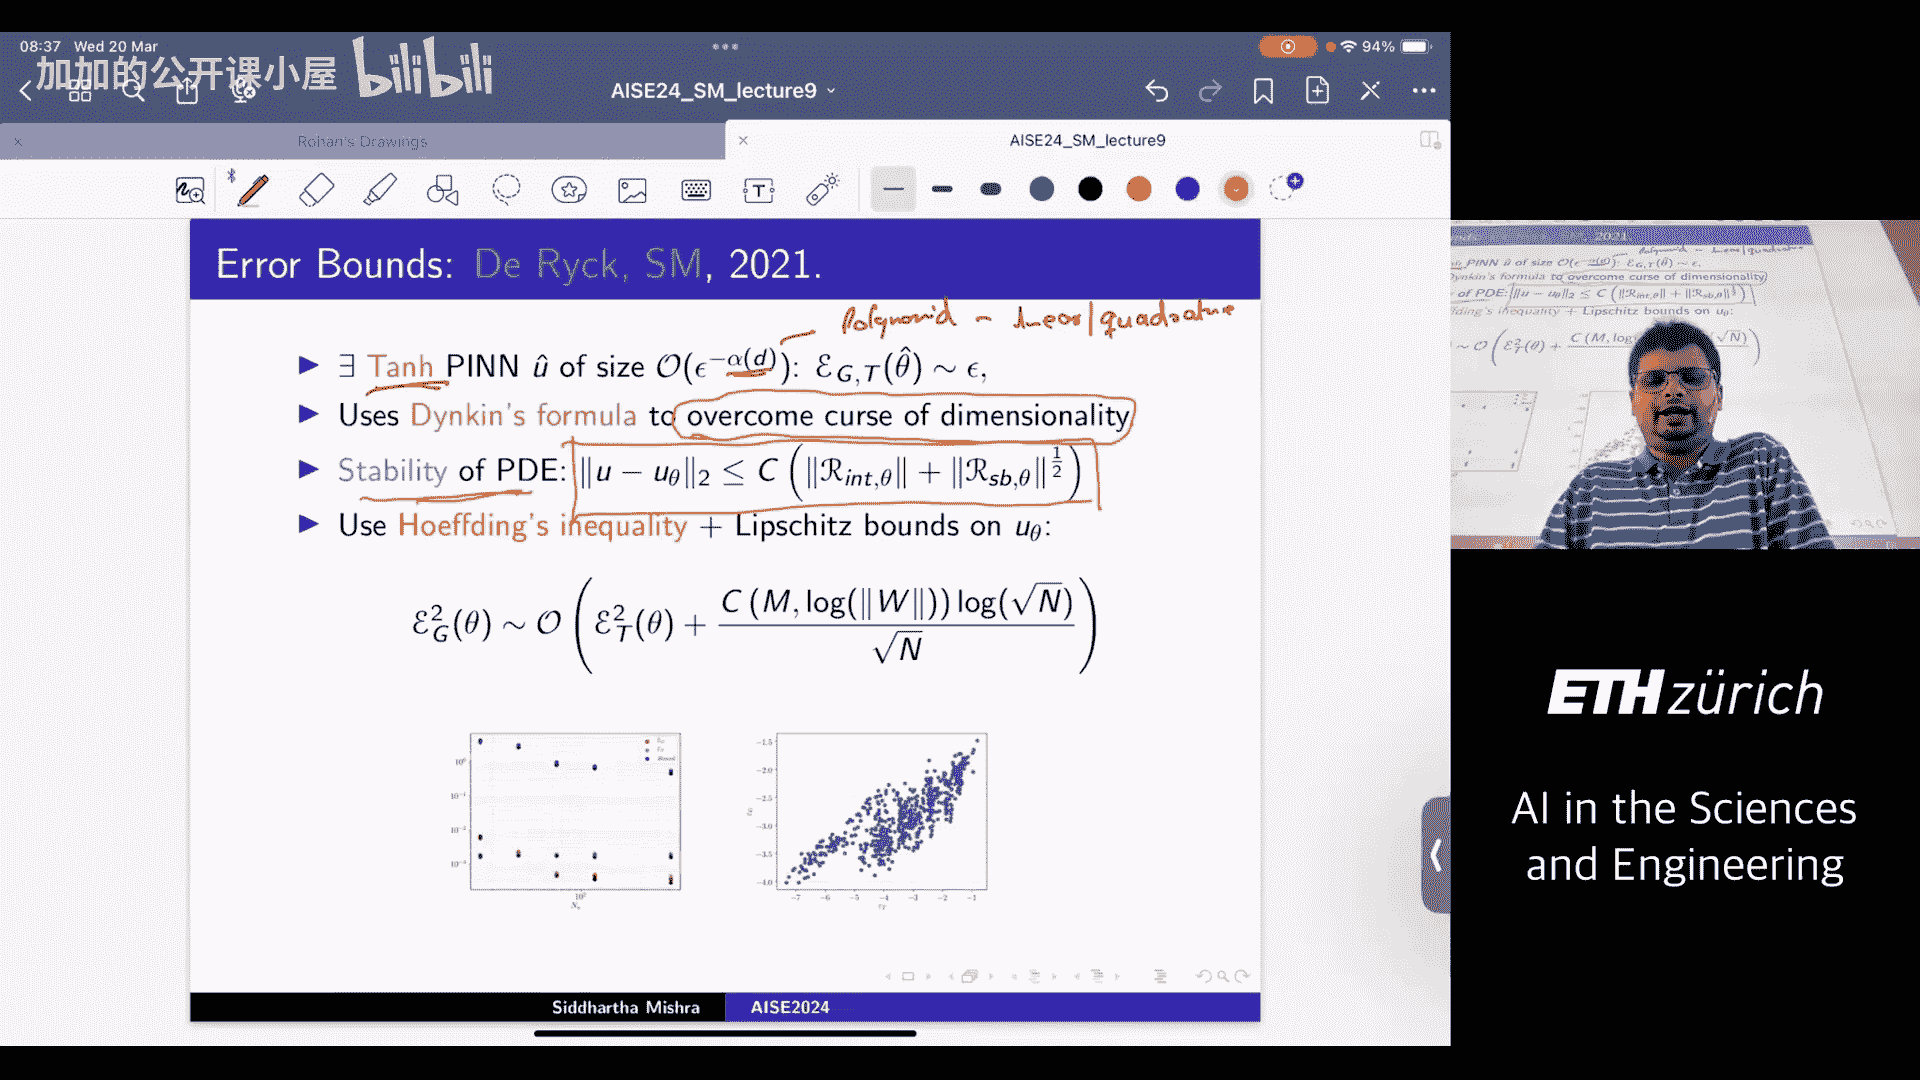 08:37 Wed 20 Mar
94%
加加的公开课小屋 bilibili
AISE24_SM_lecture9
Rohan's Drawings
AISE24_SM_lecture9
Error Bounds: De Ryck, SM, 2021.
Polynomial ~ linear/quadrature
▶ ∃ Tanh PINN û of size 𝒪(ϵ^{−α(d)}): ℰ_{G,T}(θ̂) ∼ ϵ,
▶ Uses Dynkin's formula to overcome curse of dimensionality
▶ Stability of PDE: ‖u − u_θ‖₂ ≤ C (‖ℛ_{int,θ}‖ + ‖ℛ_{sb,θ}‖^{1/2})
▶ Use Hoeffding's inequality + Lipschitz bounds on u_θ:
ℰ²_G(θ) ∼ 𝒪 (ℰ²_T(θ) + C (M, log(‖W‖)) log(√N) / √N)
Siddhartha Mishra AISE2024
ETH zürich
AI in the Sciences
and Engineering